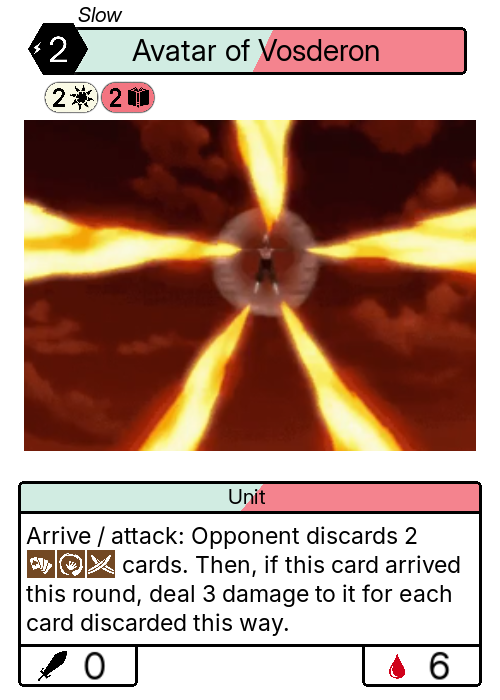 Slow
2 Avatar of Vosderon
2 2
Unit
Arrive / attack: Opponent discards 2
cards. Then, if this card arrived
this round, deal 3 damage to it for each
card discarded this way.
0 6